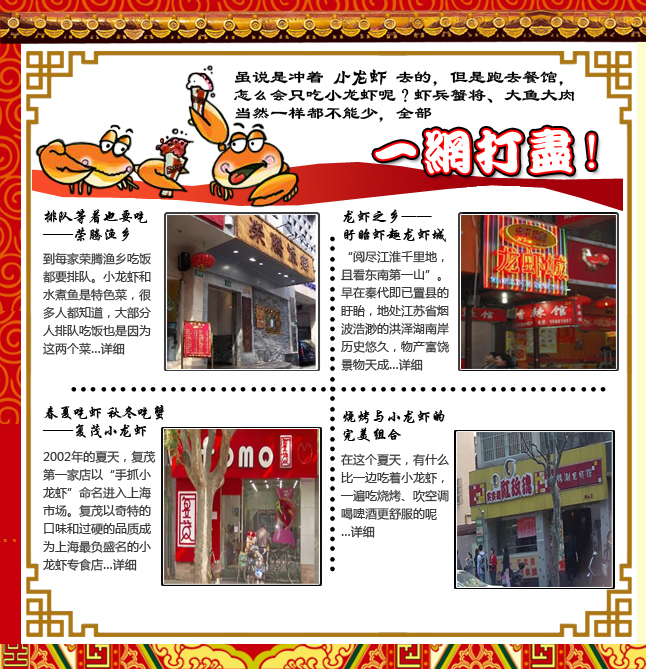 虽说是冲着 小龙虾 去的，但是跑去餐馆，
怎么会只吃小龙虾呢？虾兵蟹将、大鱼大肉
当然一样都不能少，全部
一網打盡！
排队等着也要吃
——荣腾渔乡
到每家荣腾渔乡吃饭
都要排队。小龙虾和
水煮鱼是特色菜，很
多人都知道，大部分
人排队吃饭也是因为
这两个菜...详细
荣腾渔
龙虾之乡——
盱眙虾趣龙虾城
“阅尽江淮千里地，
且看东南第一山”。
早在秦代即已置县的
盱眙，地处江苏省烟
波浩渺的洪泽湖南岸
历史悠久，物产富饶
景物天成...详细
龙虾城
香辣馆
春夏吃虾 秋冬吃蟹
——复茂小龙虾
2002年的夏天，复茂
第一家店以“手抓小
龙虾”命名进入上海
市场。复茂以奇特的
口味和过硬的品质成
为上海最负盛名的小
龙虾专食店...详细
fomo
复茂
烧烤与小龙虾的
完美组合
在这个夏天，有什么
比一边吃着小龙虾，
一遍吃烧烤、吹空调
喝啤酒更舒服的呢
...详细